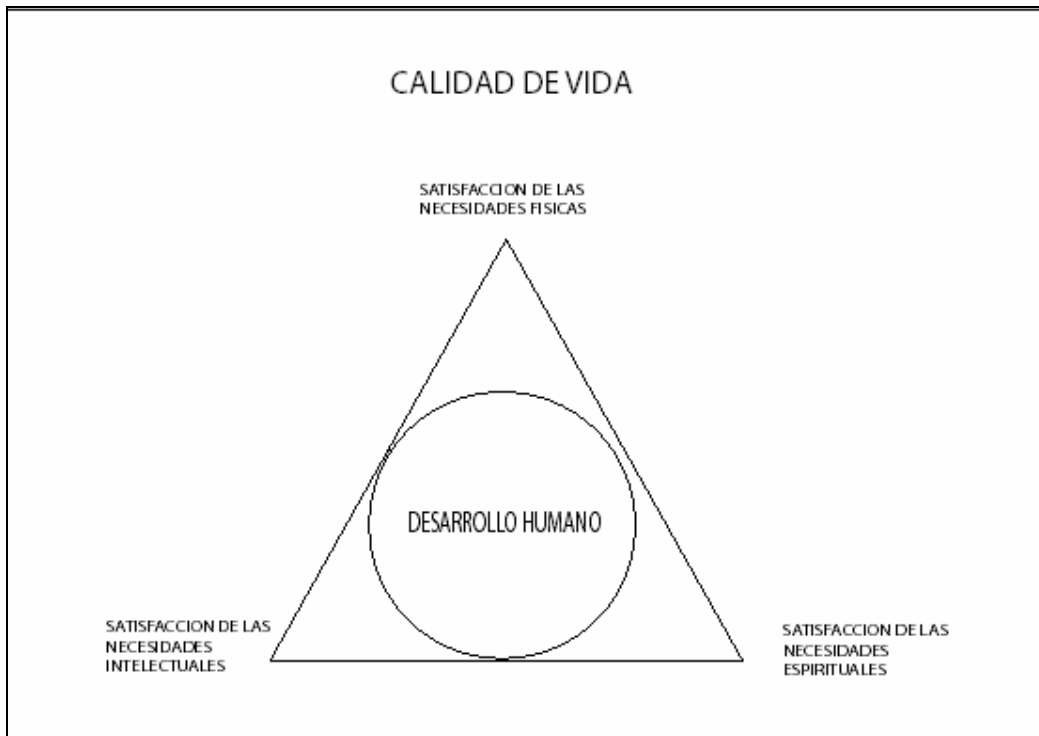 CALIDAD DE VIDA
SATISFACCION DE LAS
NECESIDADES FISICAS
DESARROLLO HUMANO
SATISFACCION DE LAS
NECESIDADES
INTELECTUALES
SATISFACCION DE LAS
NECESIDADES
ESPIRITUALES